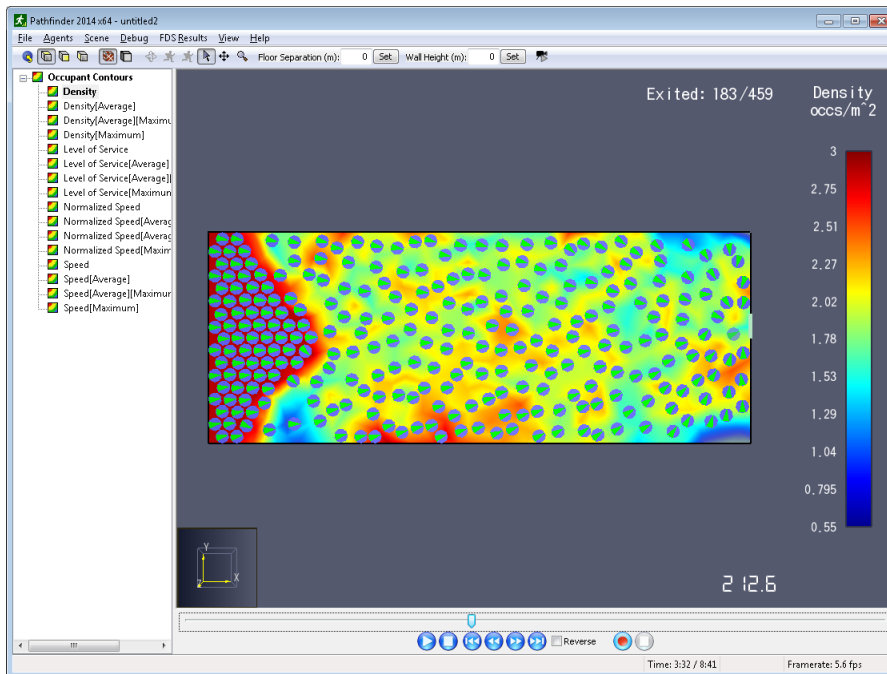 Pathfinder 2014 x64 - untitled2
File Agents Scene Debug FDS Results View Help
Floor Separation (m): 0 Set Wall Height (m): 0 Set
Occupant Contours
Density
Density[Average]
Density[Average][Maximu
Density[Maximum]
Level of Service
Level of Service[Average]
Level of Service[Average][
Level of Service[Maximun
Normalized Speed
Normalized Speed[Averag
Normalized Speed[Averag
Normalized Speed[Maxim
Speed
Speed[Average]
Speed[Average][Maximur
Speed[Maximum]
Exited: 183/459
Density
occs/m^2
3
2.75
2.51
2.27
2.02
1.78
1.53
1.29
1.04
0.795
0.55
Y
X
Z
212.6
Reverse
Time: 3:32 / 8:41
Framerate: 5.6 fps